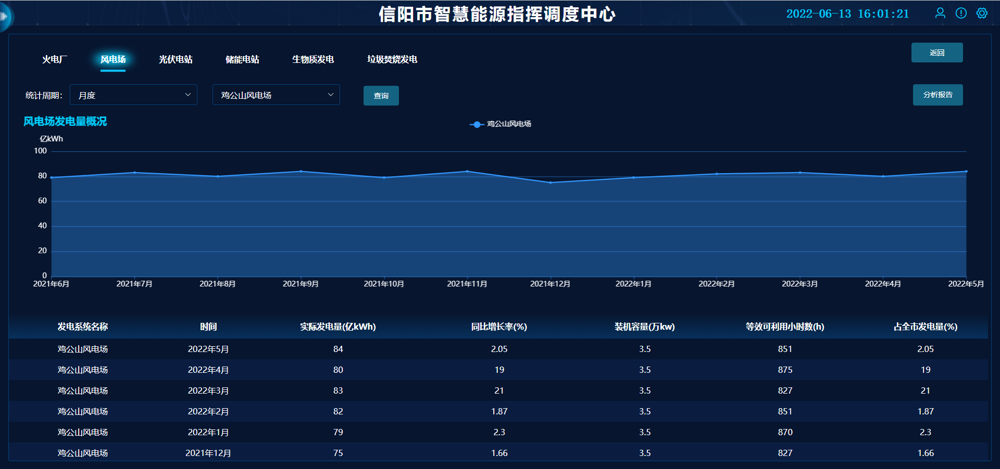 信阳市智慧能源指挥调度中心
2022-06-13 16:01:21
火电厂 风电场 光伏电站 储能电站 生物质发电 垃圾焚烧发电
返回
统计周期: 月度 鸡公山风电场 查询 分析报告
风电场发电量概况
鸡公山风电场
亿kWh
100
80
60
40
20
0
2021年6月 2021年7月 2021年8月 2021年9月 2021年10月 2021年11月 2021年12月 2022年1月 2022年2月 2022年3月 2022年4月 2022年5月
发电系统名称 时间 实际发电量(亿kWh) 同比增长率(%) 装机容量(万kw) 等效可利用小时数(h) 占全市发电量(%)
鸡公山风电场 2022年5月 84 2.05 3.5 851 2.05
鸡公山风电场 2022年4月 80 19 3.5 875 19
鸡公山风电场 2022年3月 83 21 3.5 827 21
鸡公山风电场 2022年2月 82 1.87 3.5 851 1.87
鸡公山风电场 2022年1月 79 2.3 3.5 870 2.3
鸡公山风电场 2021年12月 75 1.66 3.5 827 1.66